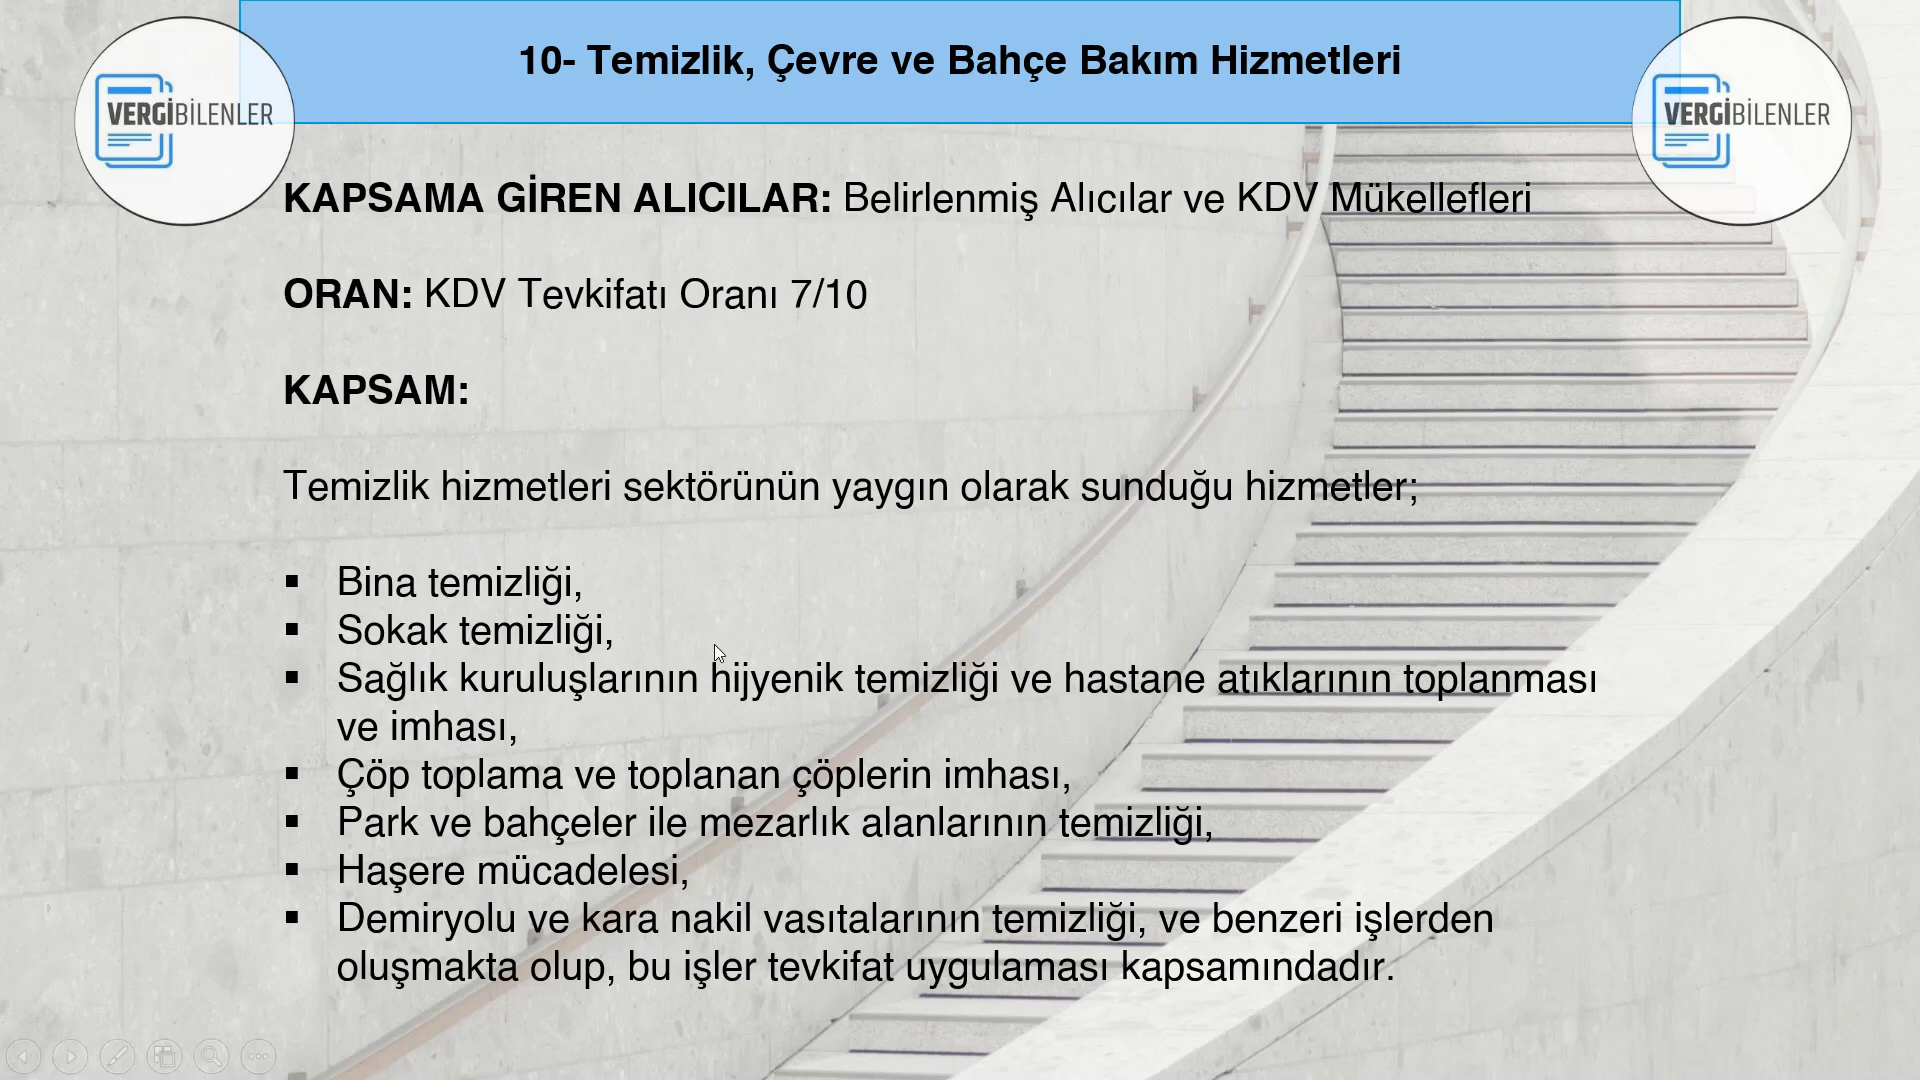 10- Temizlik, Çevre ve Bahçe Bakım Hizmetleri
VERGİBİLENLER
VERGİBİLENLER
KAPSAMA GİREN ALICILAR: Belirlenmiş Alıcılar ve KDV Mükellefleri
ORAN: KDV Tevkifatı Oranı 7/10
KAPSAM:
Temizlik hizmetleri sektörünün yaygın olarak sunduğu hizmetler;
▪ Bina temizliği,
▪ Sokak temizliği,
▪ Sağlık kuruluşlarının hijyenik temizliği ve hastane atıklarının toplanması
ve imhası,
▪ Çöp toplama ve toplanan çöplerin imhası,
▪ Park ve bahçeler ile mezarlık alanlarının temizliği,
▪ Haşere mücadelesi,
▪ Demiryolu ve kara nakil vasıtalarının temizliği, ve benzeri işlerden
oluşmakta olup, bu işler tevkifat uygulaması kapsamındadır.